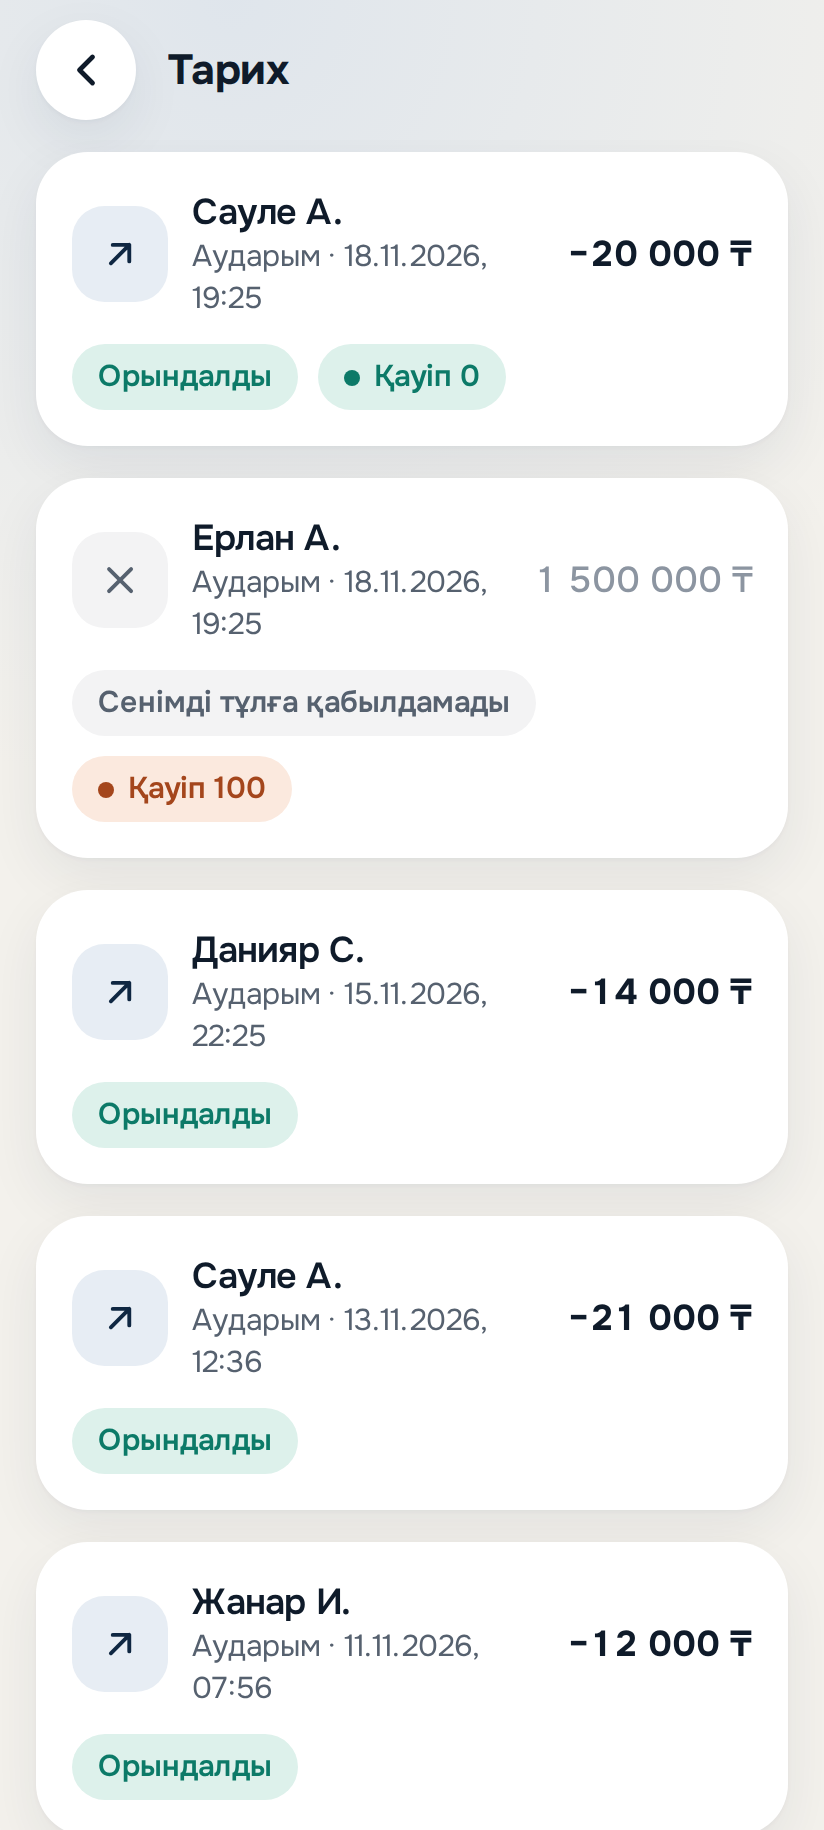 Тарих
Сауле А.
Аударым · 18.11.2026,
19:25
−20 000 ₸
Орындалды
Қауіп 0
Ерлан А.
Аударым · 18.11.2026,
19:25
1 500 000 ₸
Сенімді тұлға қабылдамады
Қауіп 100
Данияр С.
Аударым · 15.11.2026,
22:25
−14 000 ₸
Орындалды
Сауле А.
Аударым · 13.11.2026,
12:36
−21 000 ₸
Орындалды
Жанар И.
Аударым · 11.11.2026,
07:56
−12 000 ₸
Орындалды